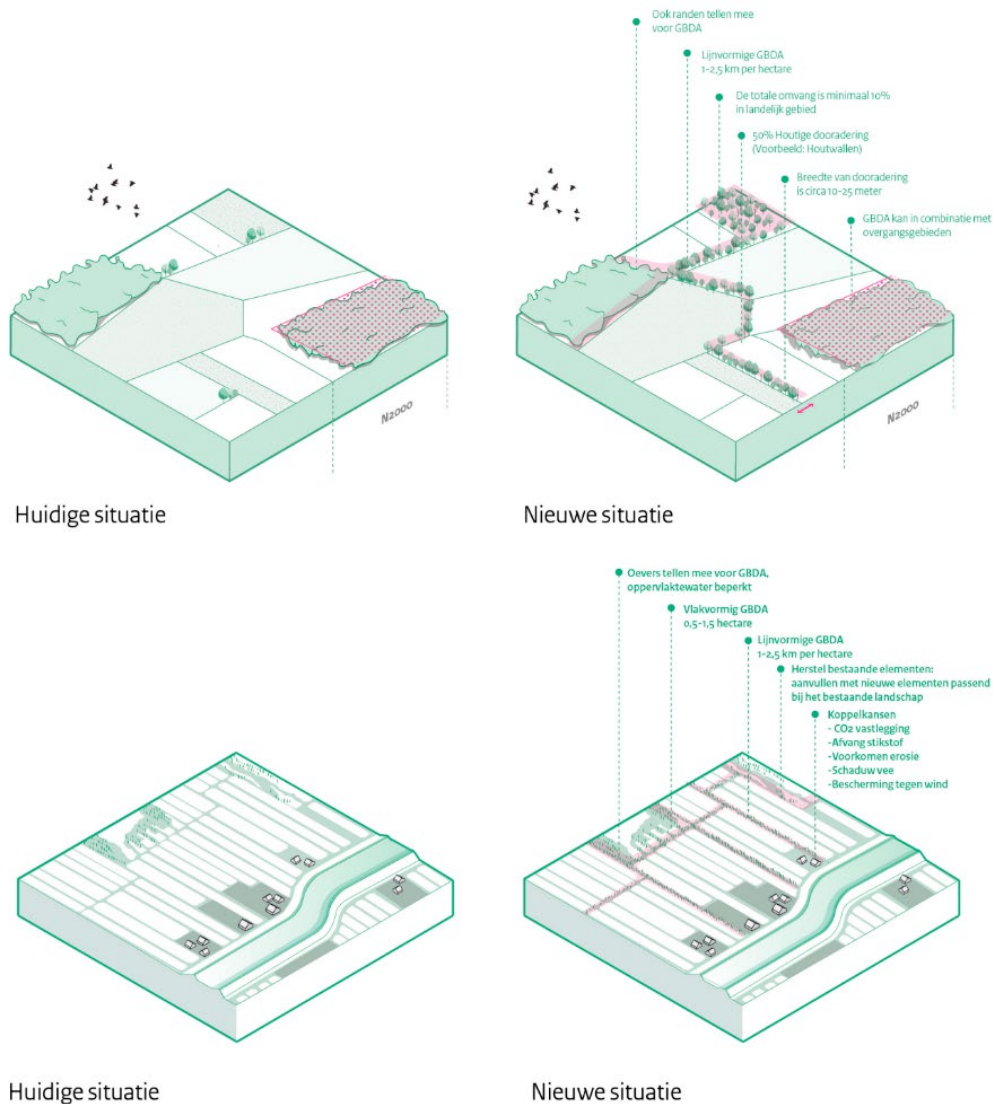 Ook randen tellen mee
voor GBDA
Lijnvormige GBDA
1-2,5 km per hectare
De totale omvang is minimaal 10%
in landelijk gebied
50% Houtige dooradering
(Voorbeeld: Houtwallen)
Breedte van dooradering
is circa 10-25 meter
GBDA kan in combinatie met
overgangsgebieden
N2000
N2000
Huidige situatie
Nieuwe situatie
Oevers tellen mee voor GBDA,
oppervlaktewater beperkt
Vlakvormig GBDA
0,5-1,5 hectare
Lijnvormige GBDA
1-2,5 km per hectare
Herstel bestaande elementen:
aanvullen met nieuwe elementen passend
bij het bestaande landschap
Koppelkansen
- CO2 vastlegging
-Afvang stikstof
-Voorkomen erosie
-Schaduw vee
-Bescherming tegen wind
Huidige situatie
Nieuwe situatie